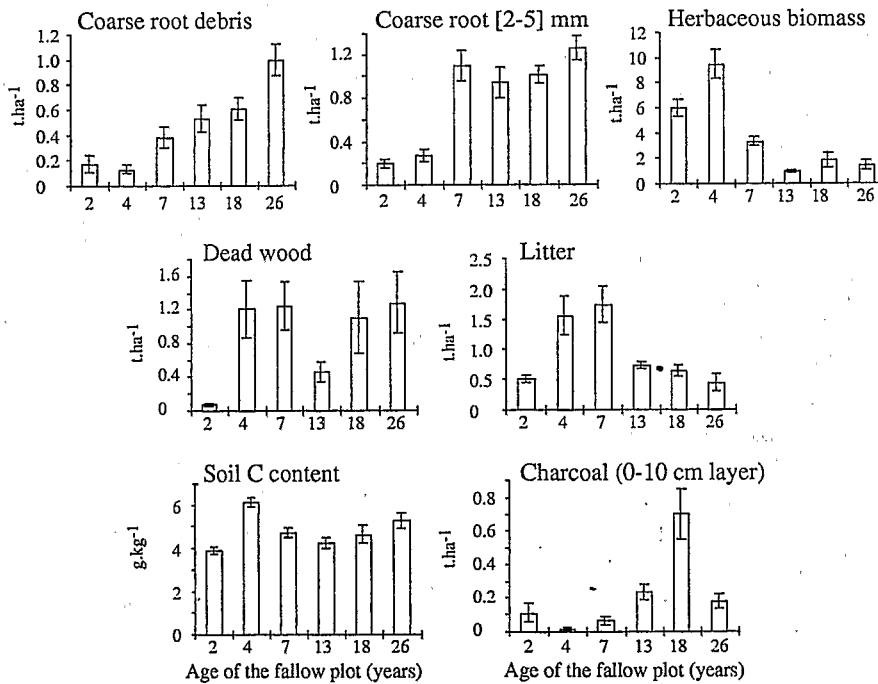 Coarse root debris
t.ha-1
1.2
1.0
0.8
0.6
0.4
0.2
0
2 4 7 13 18 26
Coarse root [2-5] mm
t.ha-1
1.2
0.8
0.4
0
2 4 7 13 18 26
Herbaceous biomass
t.ha-1
12
10
8
6
4
2
0
2 4 7 13 18 26
Dead wood
t.ha-1
1.6
1.2
0.8
0.4
0
2 4 7 13 18 26
Litter
t.ha-1
2.5
2.0
1.5
1.0
0.5
0
2 4 7 13 18 26
Soil C content
g.kg-1
6
4
2
0
2 4 7 13 18 26
Age of the fallow plot (years)
Charcoal (0-10 cm layer)
t.ha-1
0.8
0.6
0.4
0.2
0
2 4 7 13 18 26
Age of the fallow plot (years)